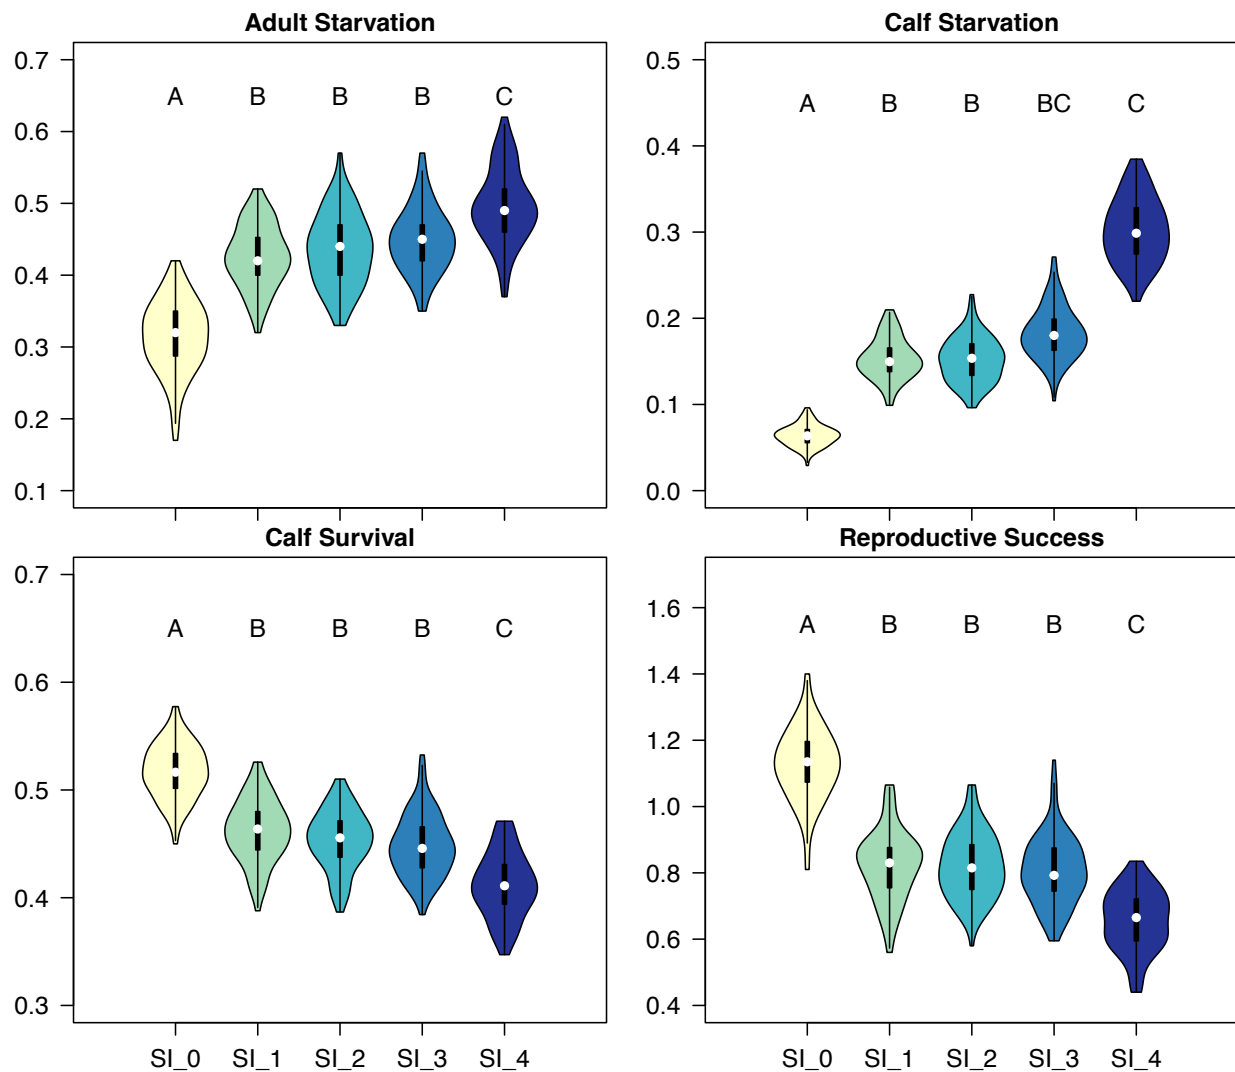 Adult Starvation
0.7
0.6
0.5
0.4
0.3
0.2
0.1
A B B B C
Calf Starvation
0.5
0.4
0.3
0.2
0.1
0.0
A B B BC C
Calf Survival
0.7
0.6
0.5
0.4
0.3
A B B B C
SI_0 SI_1 SI_2 SI_3 SI_4
Reproductive Success
1.6
1.4
1.2
1.0
0.8
0.6
0.4
A B B B C
SI_0 SI_1 SI_2 SI_3 SI_4